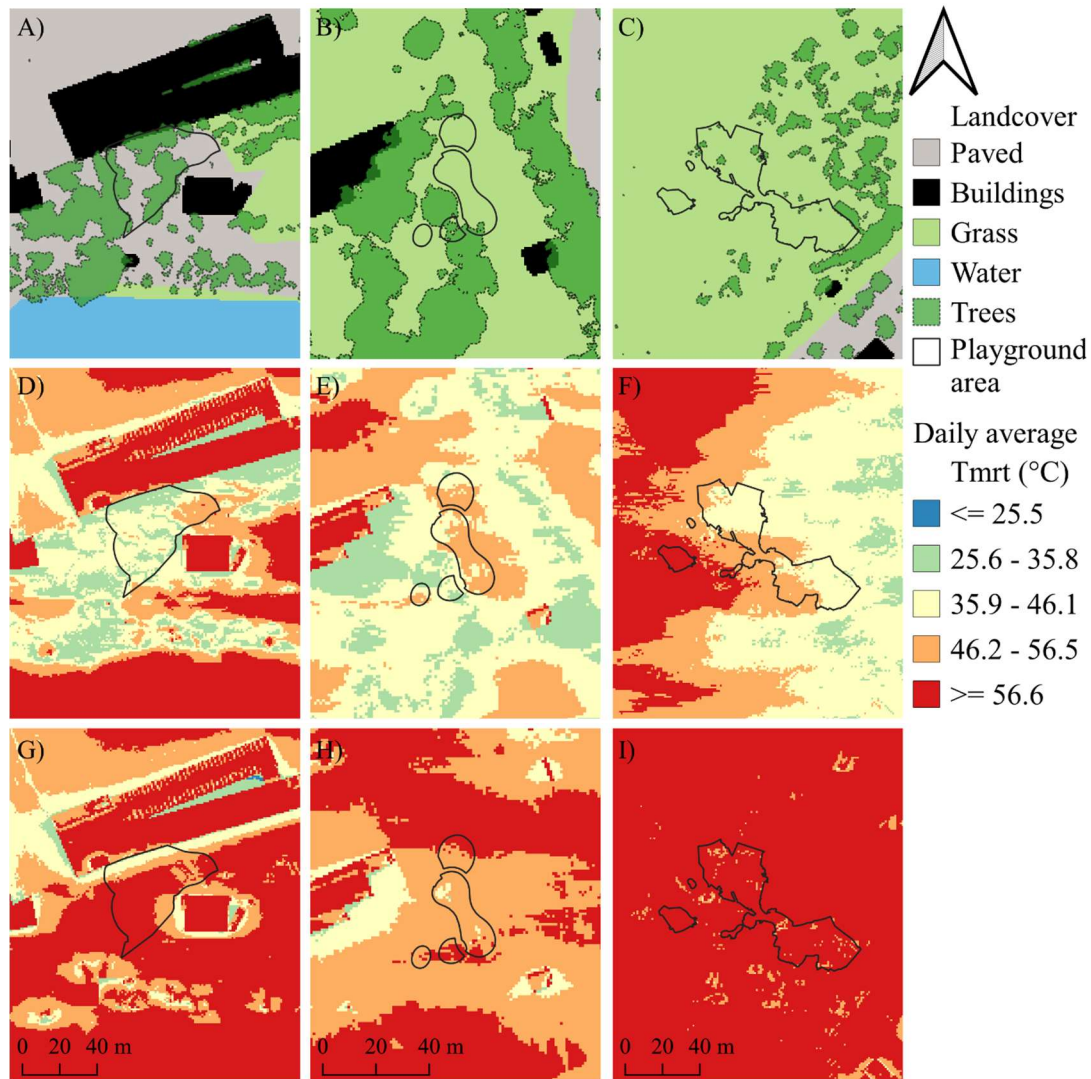 A)
B)
C)
Landcover
Paved
Buildings
Grass
Water
Trees
Playground
area
D)
E)
F)
Daily average
Tmrt (°C)
<= 25.5
25.6 - 35.8
35.9 - 46.1
46.2 - 56.5
>= 56.6
G)
H)
I)
0 20 40 m
0 20 40 m
0 20 40 m